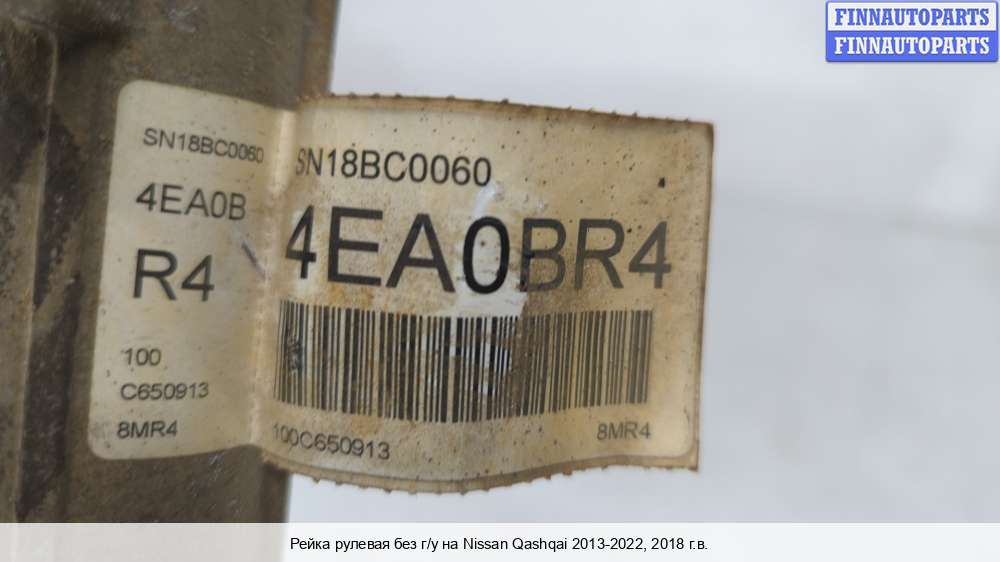 FINNAUTOPARTS
FINNAUTOPARTS
SN18BC0060
4EA0B
R4
100
C650913
8MR4
SN18BC0060
4EA0BR4
100C650913
8MR4
Рейка рулевая без г/у на Nissan Qashqai 2013-2022, 2018 г.в.